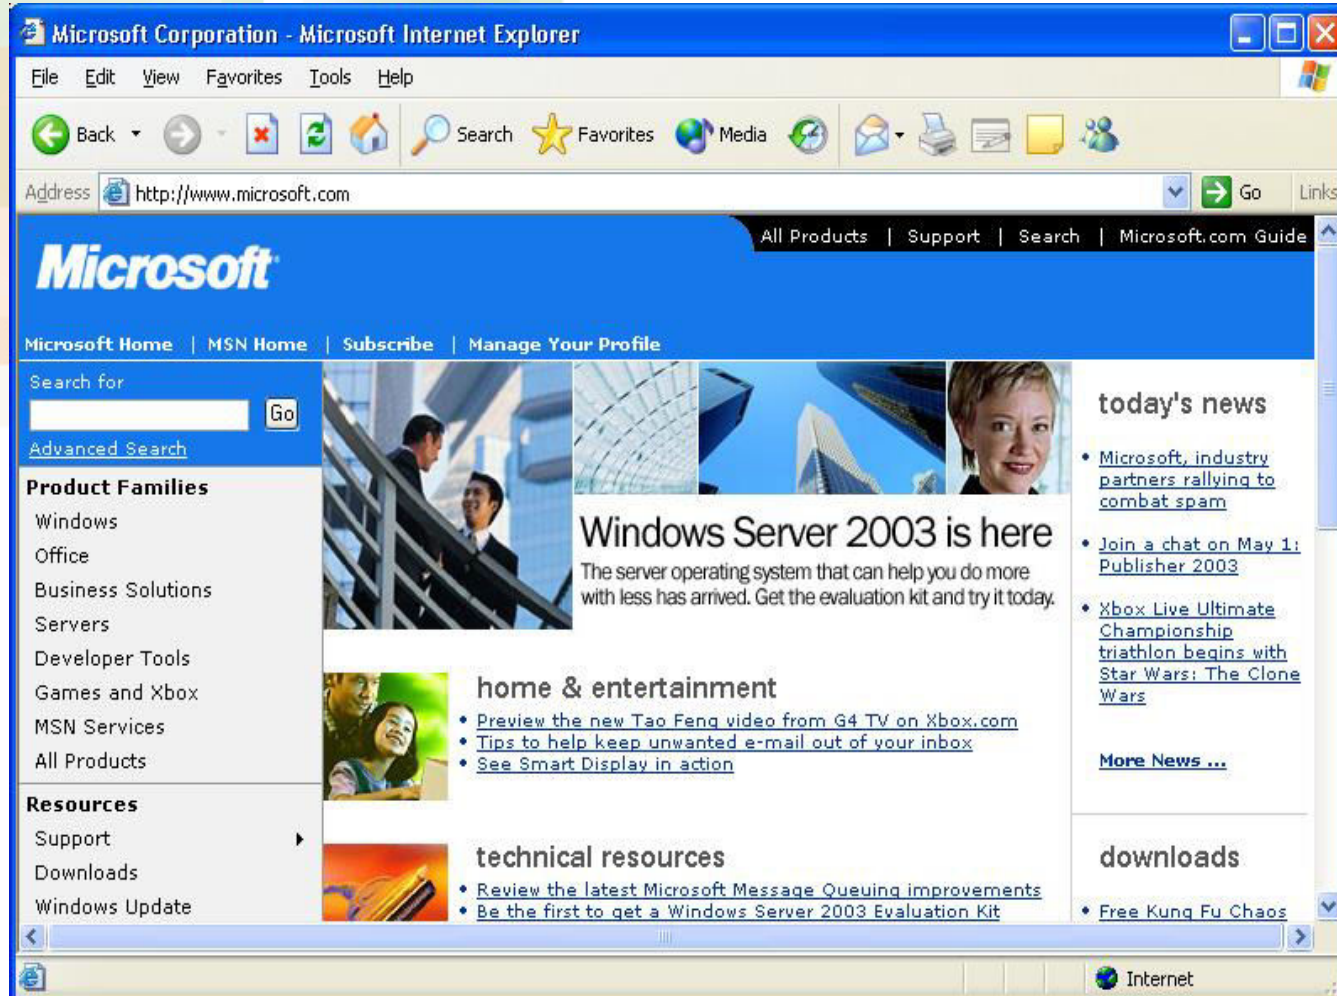 Microsoft Corporation - Microsoft Internet Explorer
File Edit View Favorites Tools Help
Back Search Favorites Media
Address http://www.microsoft.com Go Links
All Products | Support | Search | Microsoft.com Guide
Microsoft
Microsoft Home | MSN Home | Subscribe | Manage Your Profile
Search for
Go
Advanced Search
Product Families
Windows
Office
Business Solutions
Servers
Developer Tools
Games and Xbox
MSN Services
All Products
Resources
Support
Downloads
Windows Update
Windows Server 2003 is here
The server operating system that can help you do more
with less has arrived. Get the evaluation kit and try it today.
home & entertainment
• Preview the new Tao Feng video from G4 TV on Xbox.com
• Tips to help keep unwanted e-mail out of your inbox
• See Smart Display in action
technical resources
• Review the latest Microsoft Message Queuing improvements
• Be the first to get a Windows Server 2003 Evaluation Kit
today's news
• Microsoft, industry
partners rallying to
combat spam
• Join a chat on May 1:
Publisher 2003
• Xbox Live Ultimate
Championship
triathlon begins with
Star Wars: The Clone
Wars
More News ...
downloads
• Free Kung Fu Chaos
Internet